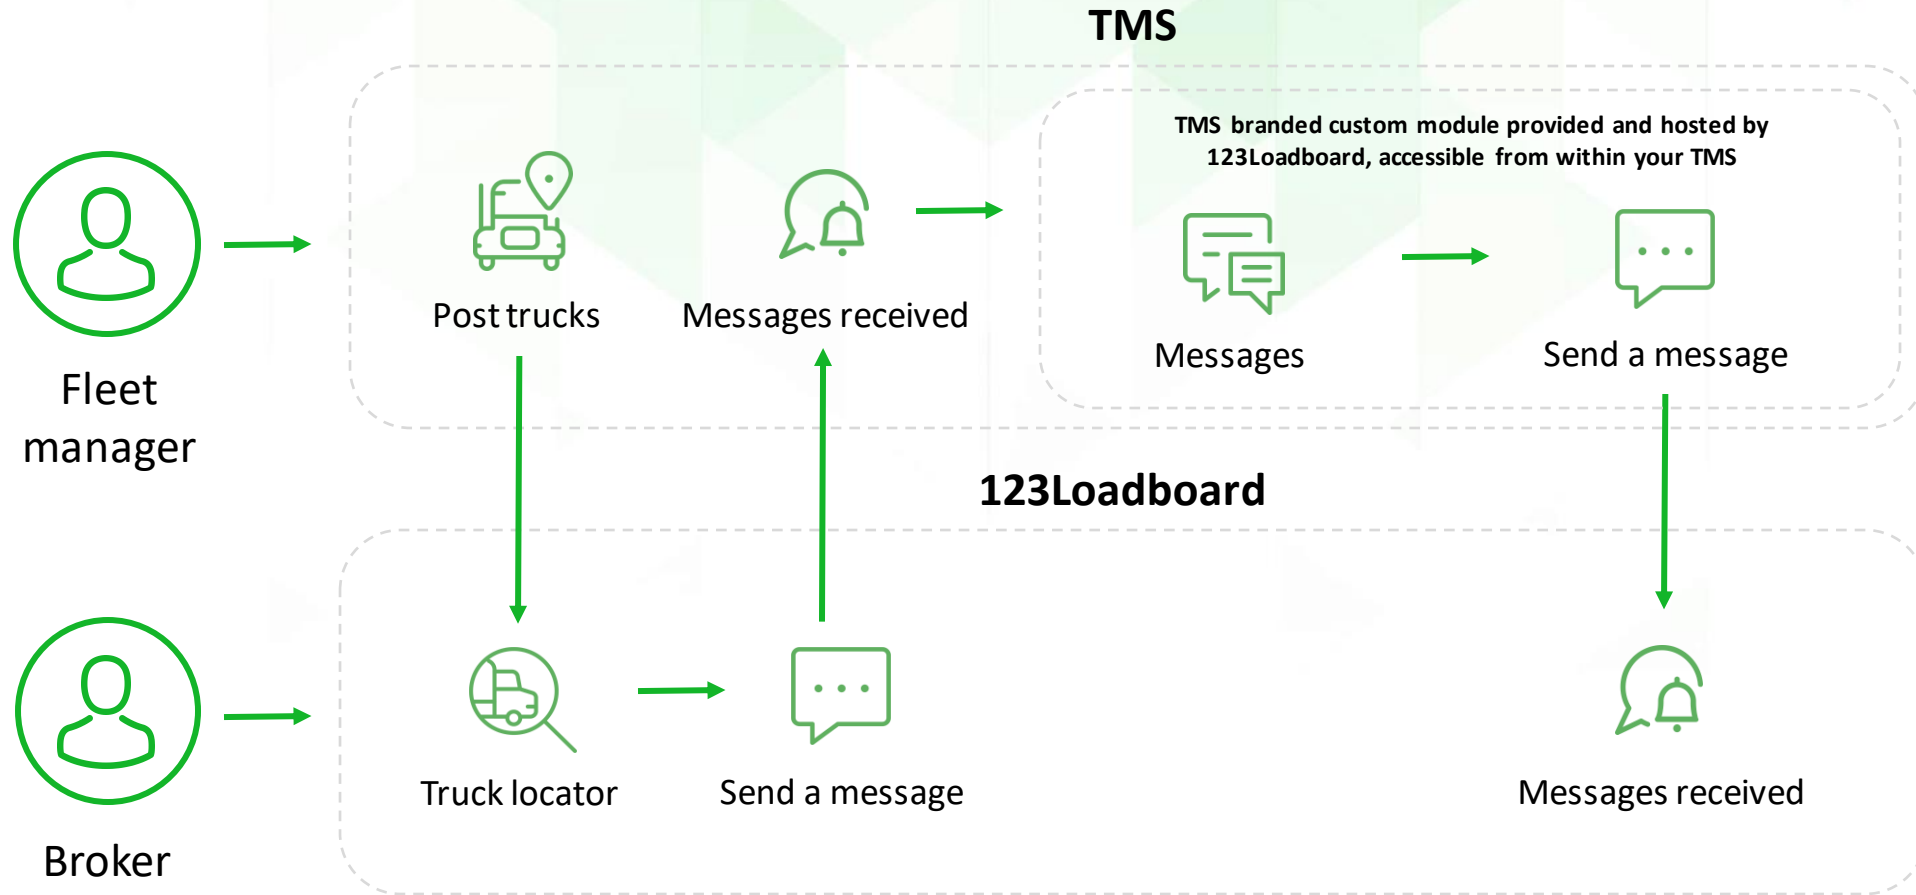 TMS
TMS branded custom module provided and hosted by
123Loadboard, accessible from within your TMS
Post trucks
Messages received
Messages
Send a message
Fleet
manager
123Loadboard
Truck locator
Send a message
Messages received
Broker